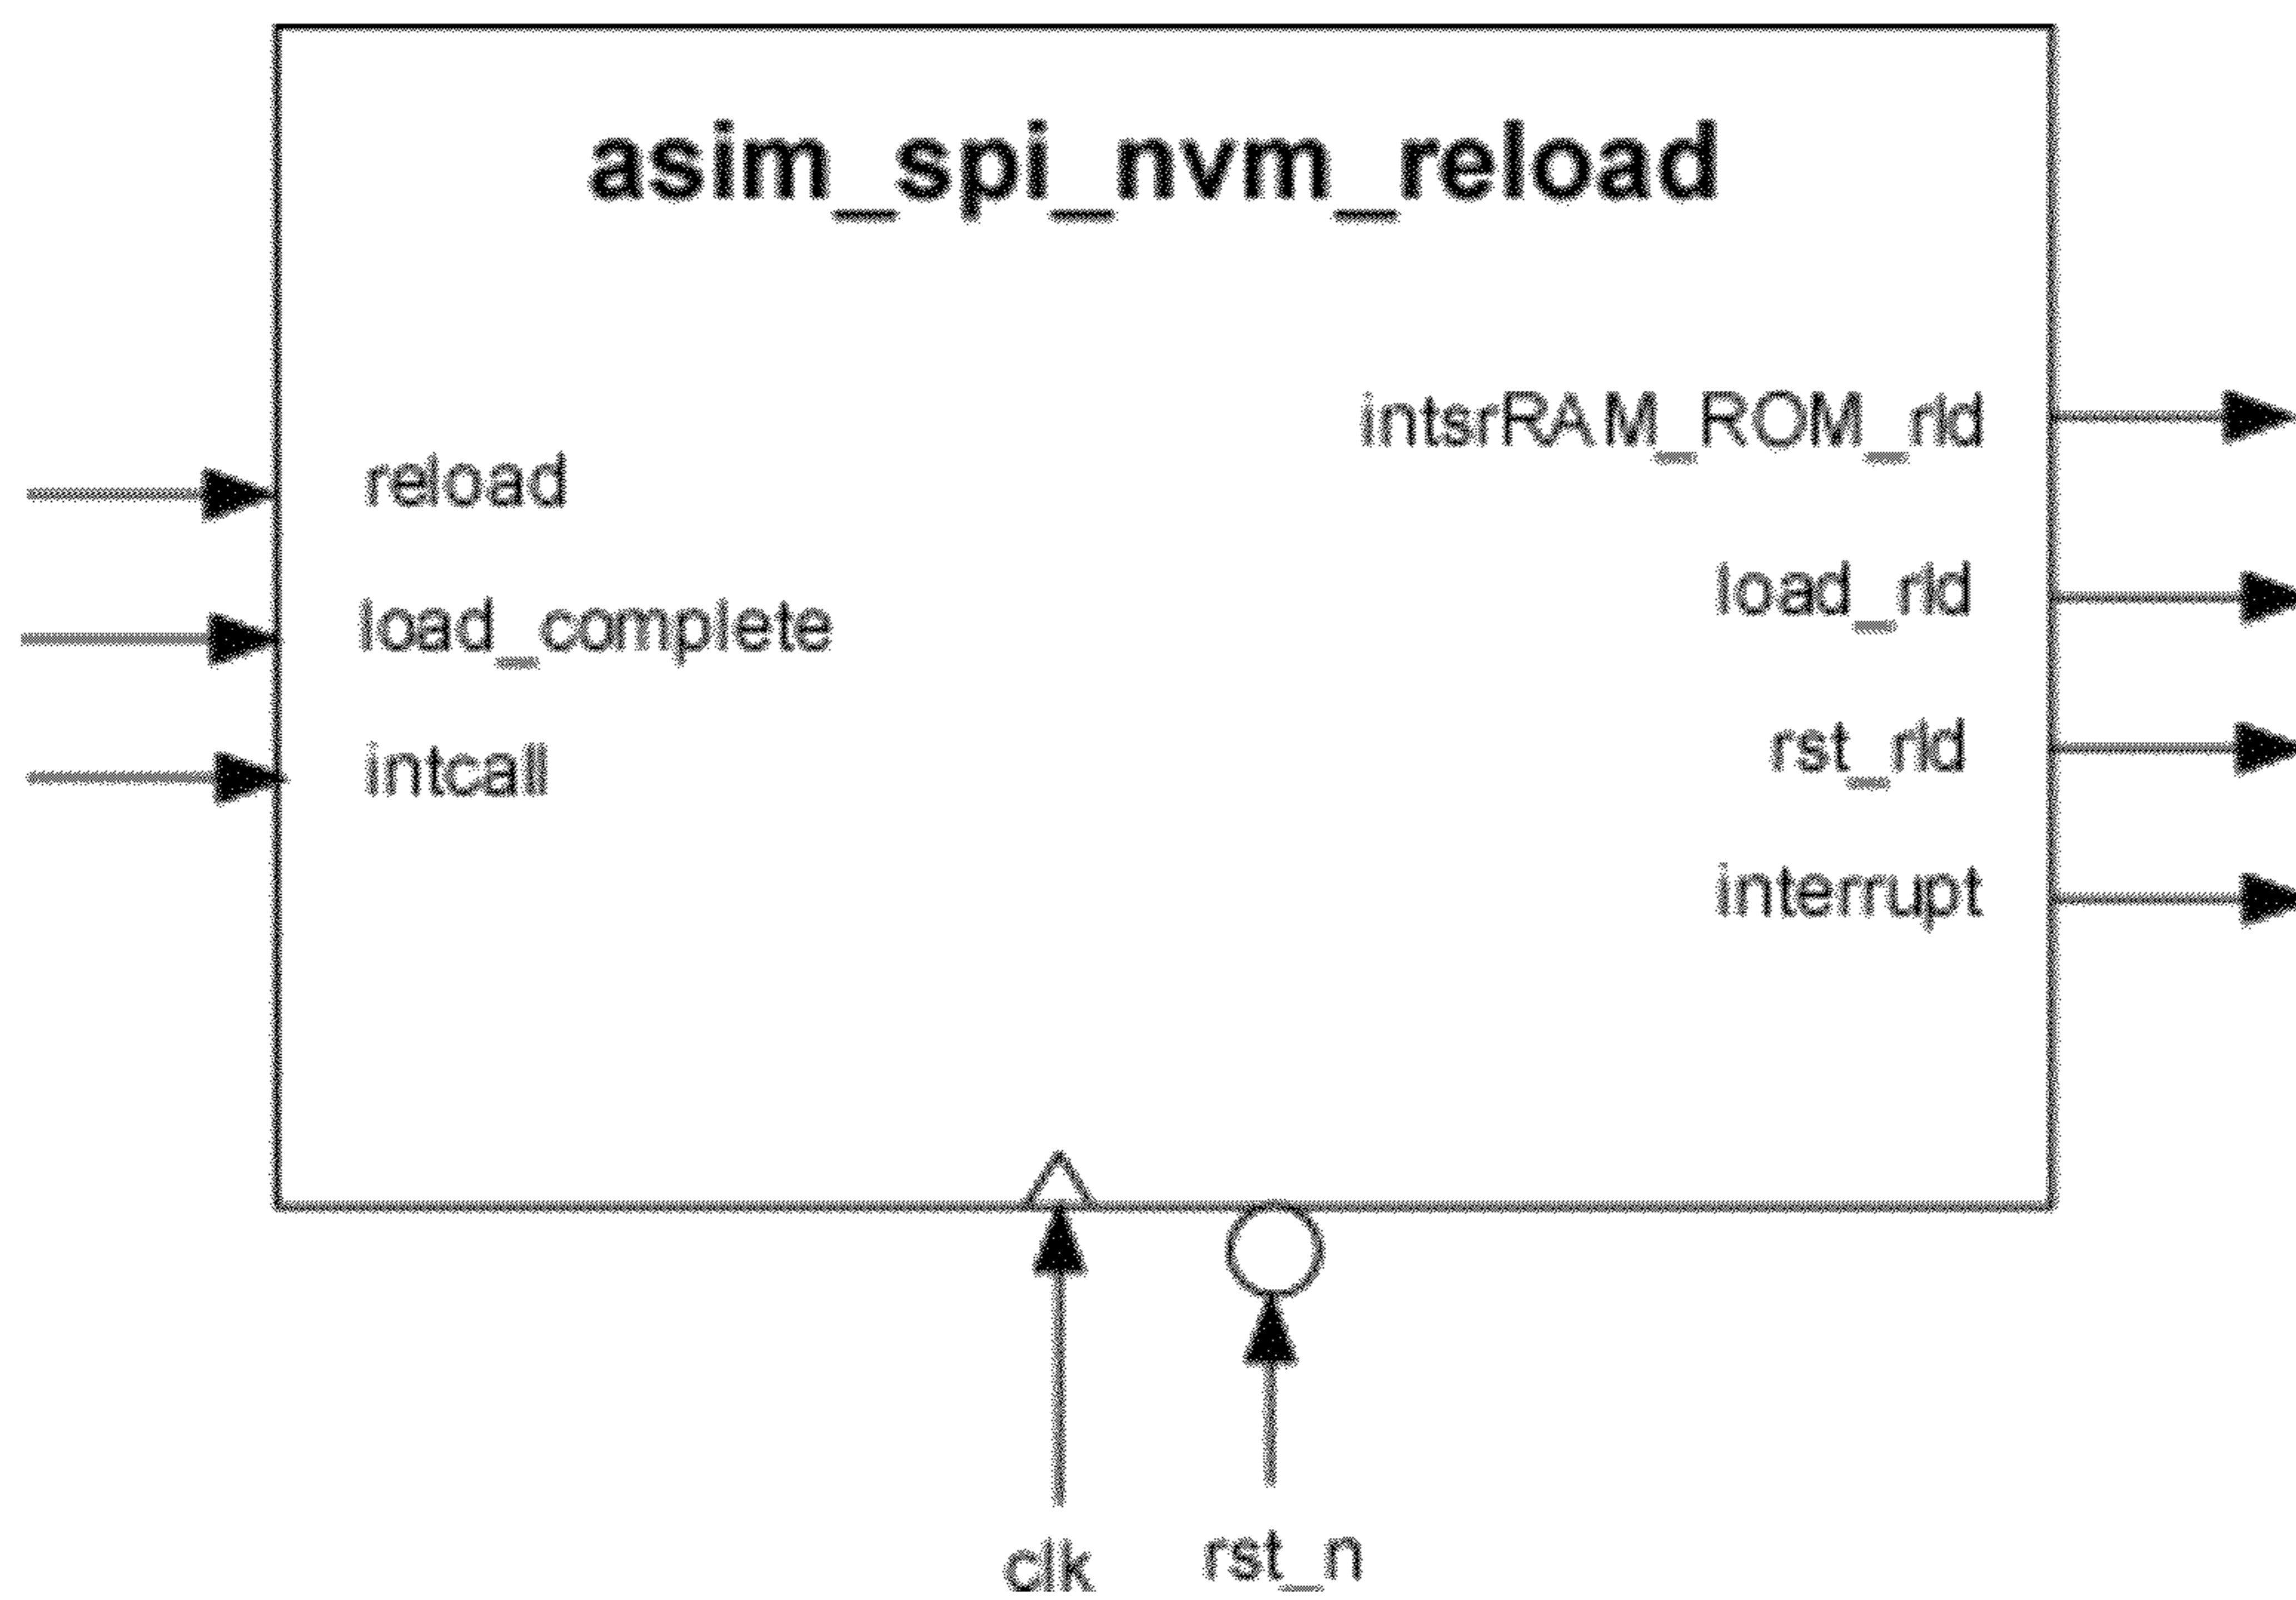 asim_spi_nvm_reload
reload
load_complete
intcall
intsrRAM_ROM_rld
load_rld
rst_rld
interrupt
clk
rst_n